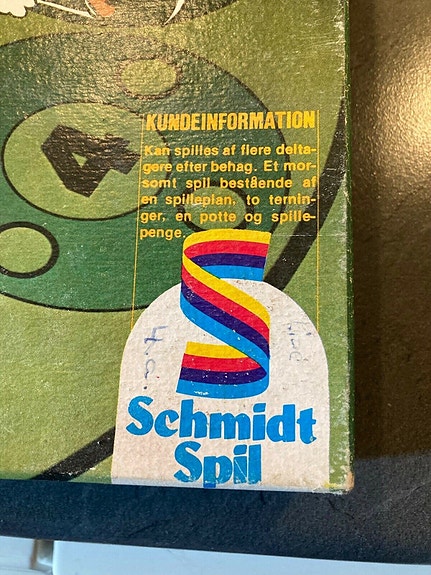 4
KUNDEINFORMATION
Kan spilles af flere delta-
gere efter behag. Et mor-
somt spil bestående af
en spilleplan, to ternin-
ger, en potte og spille-
penge.
Schmidt
Spil